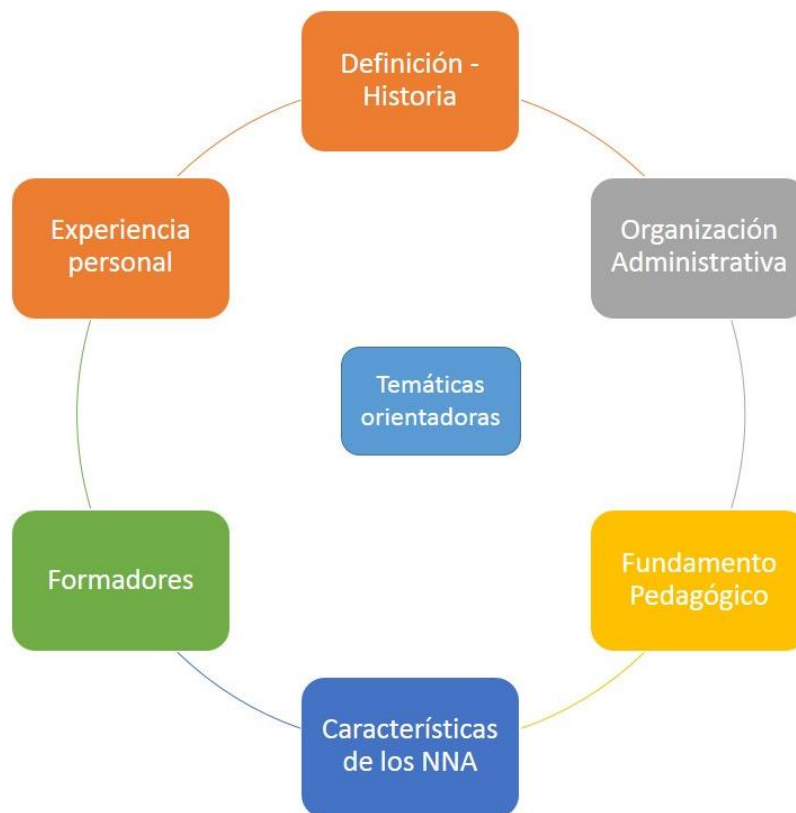 Definición -
Historia
Experiencia
personal
Organización
Administrativa
Temáticas
orientadoras
Formadores
Fundamento
Pedagógico
Características
de los NNA